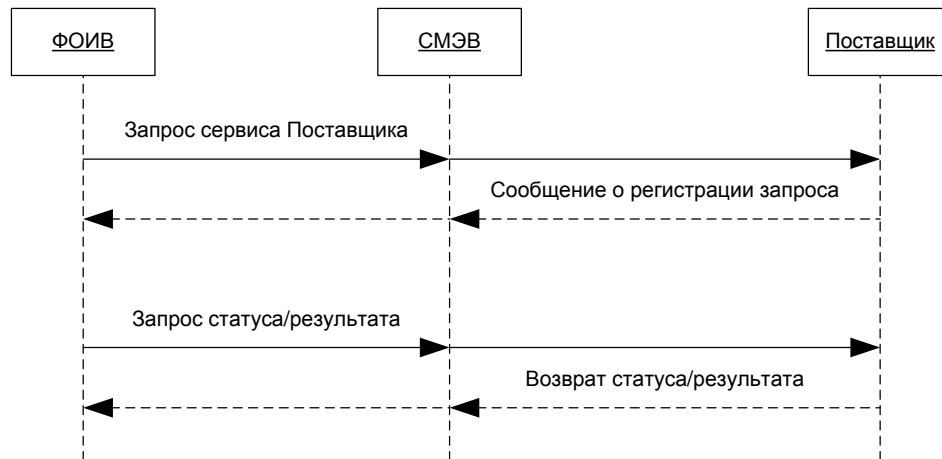 ФОИВ
СМЭВ
Поставщик
Запрос сервиса Поставщика
Сообщение о регистрации запроса
Запрос статуса/результата
Возврат статуса/результата